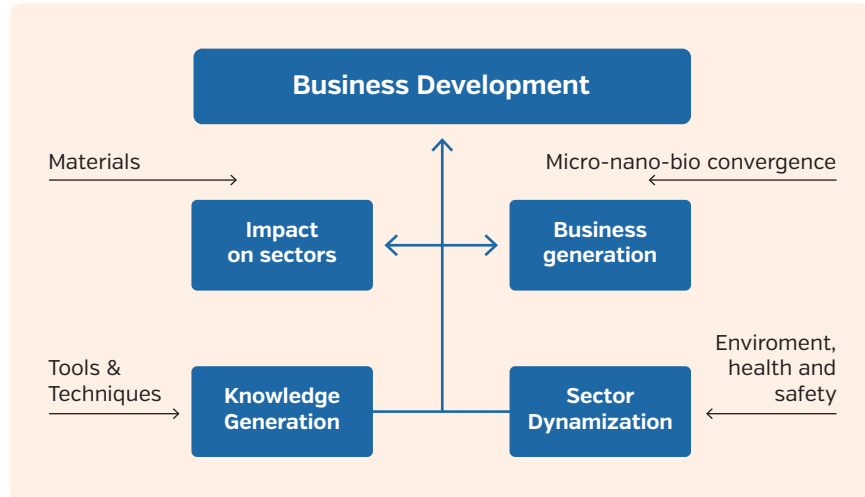 Business Development
Materials
Micro-nano-bio convergence
Impact
on sectors
Business
generation
Tools &
Techniques
Enviroment,
health and
safety
Knowledge
Generation
Sector
Dynamization